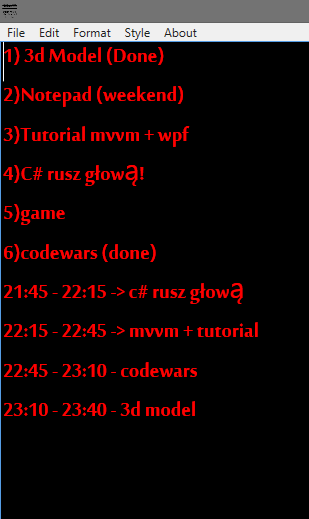 File Edit Format Style About
1) 3d Model (Done)
2)Notepad (weekend)
3)Tutorial mvvm + wpf
4)C# rusz głową!
5)game
6)codewars (done)
21:45 - 22:15 -> c# rusz głową
22:15 - 22:45 -> mvvm + tutorial
22:45 - 23:10 - codewars
23:10 - 23:40 - 3d model